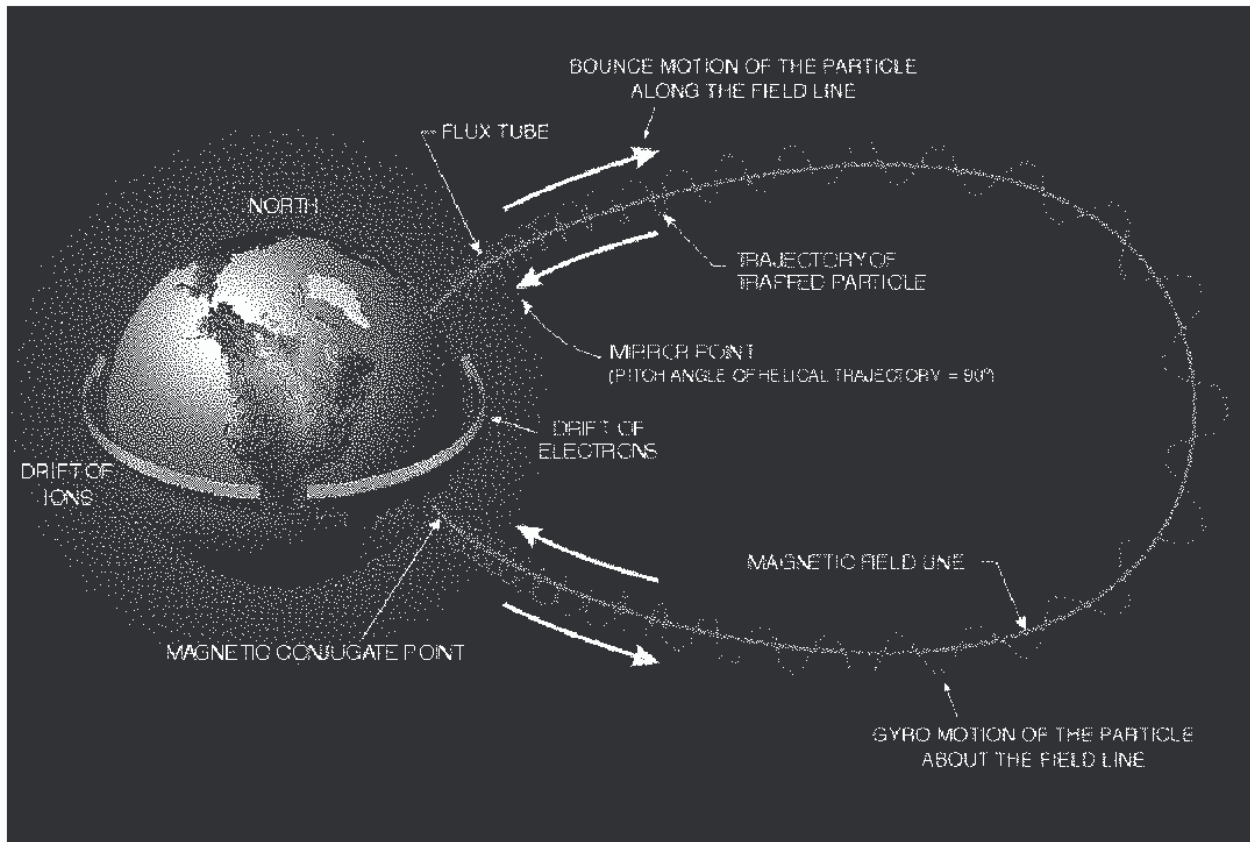 BOUNCE MOTION OF THE PARTICLE
ALONG THE FIELD LINE
FLUX TUBE
NORTH
TRAJECTORY OF
TRAPPED PARTICLE
MIRROR POINT
(PITCH ANGLE OF HELICAL TRAJECTORY = 90°)
DRIFT OF
ELECTRONS
DRIFT OF
IONS
MAGNETIC FIELD LINE
MAGNETIC CONJUGATE POINT
GYRO MOTION OF THE PARTICLE
ABOUT THE FIELD LINE